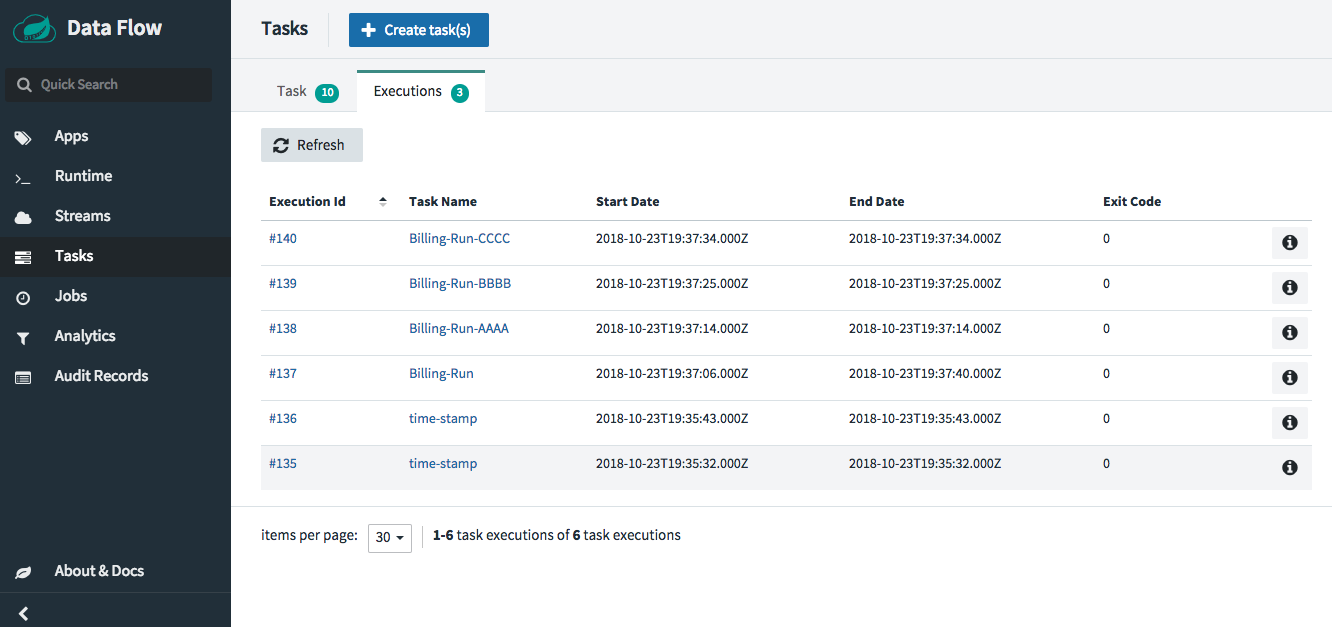 Data Flow
Quick Search
Apps
Runtime
Streams
Tasks
Jobs
Analytics
Audit Records
About & Docs
Tasks
Create task(s)
Task 10 Executions 3
Refresh
Execution Id Task Name Start Date End Date Exit Code
#140 Billing-Run-CCCC 2018-10-23T19:37:34.000Z 2018-10-23T19:37:34.000Z 0
#139 Billing-Run-BBBB 2018-10-23T19:37:25.000Z 2018-10-23T19:37:25.000Z 0
#138 Billing-Run-AAAA 2018-10-23T19:37:14.000Z 2018-10-23T19:37:14.000Z 0
#137 Billing-Run 2018-10-23T19:37:06.000Z 2018-10-23T19:37:40.000Z 0
#136 time-stamp 2018-10-23T19:35:43.000Z 2018-10-23T19:35:43.000Z 0
#135 time-stamp 2018-10-23T19:35:32.000Z 2018-10-23T19:35:32.000Z 0
items per page: 30 1-6 task executions of 6 task executions